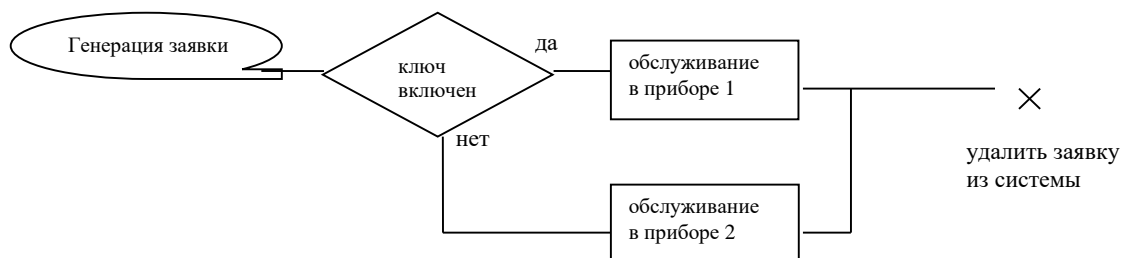 Генерация заявки
ключ
включен
да
обслуживание
в приборе 1
нет
удалить заявку
из системы
обслуживание
в приборе 2